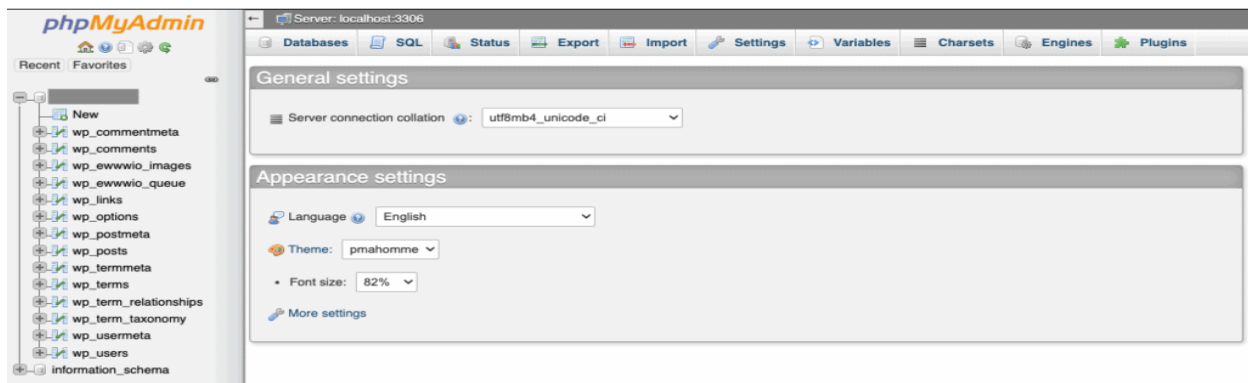 phpMyAdmin
Recent Favorites
New
wp_commentmeta
wp_comments
wp_ewwwio_images
wp_ewwwio_queue
wp_links
wp_options
wp_postmeta
wp_posts
wp_termmeta
wp_terms
wp_term_relationships
wp_term_taxonomy
wp_usermeta
wp_users
information_schema
Server: localhost:3306
Databases SQL Status Export Import Settings Variables Charsets Engines Plugins
General settings
Server connection collation : utf8mb4_unicode_ci
Appearance settings
Language English
Theme: pmahomme
• Font size: 82%
More settings